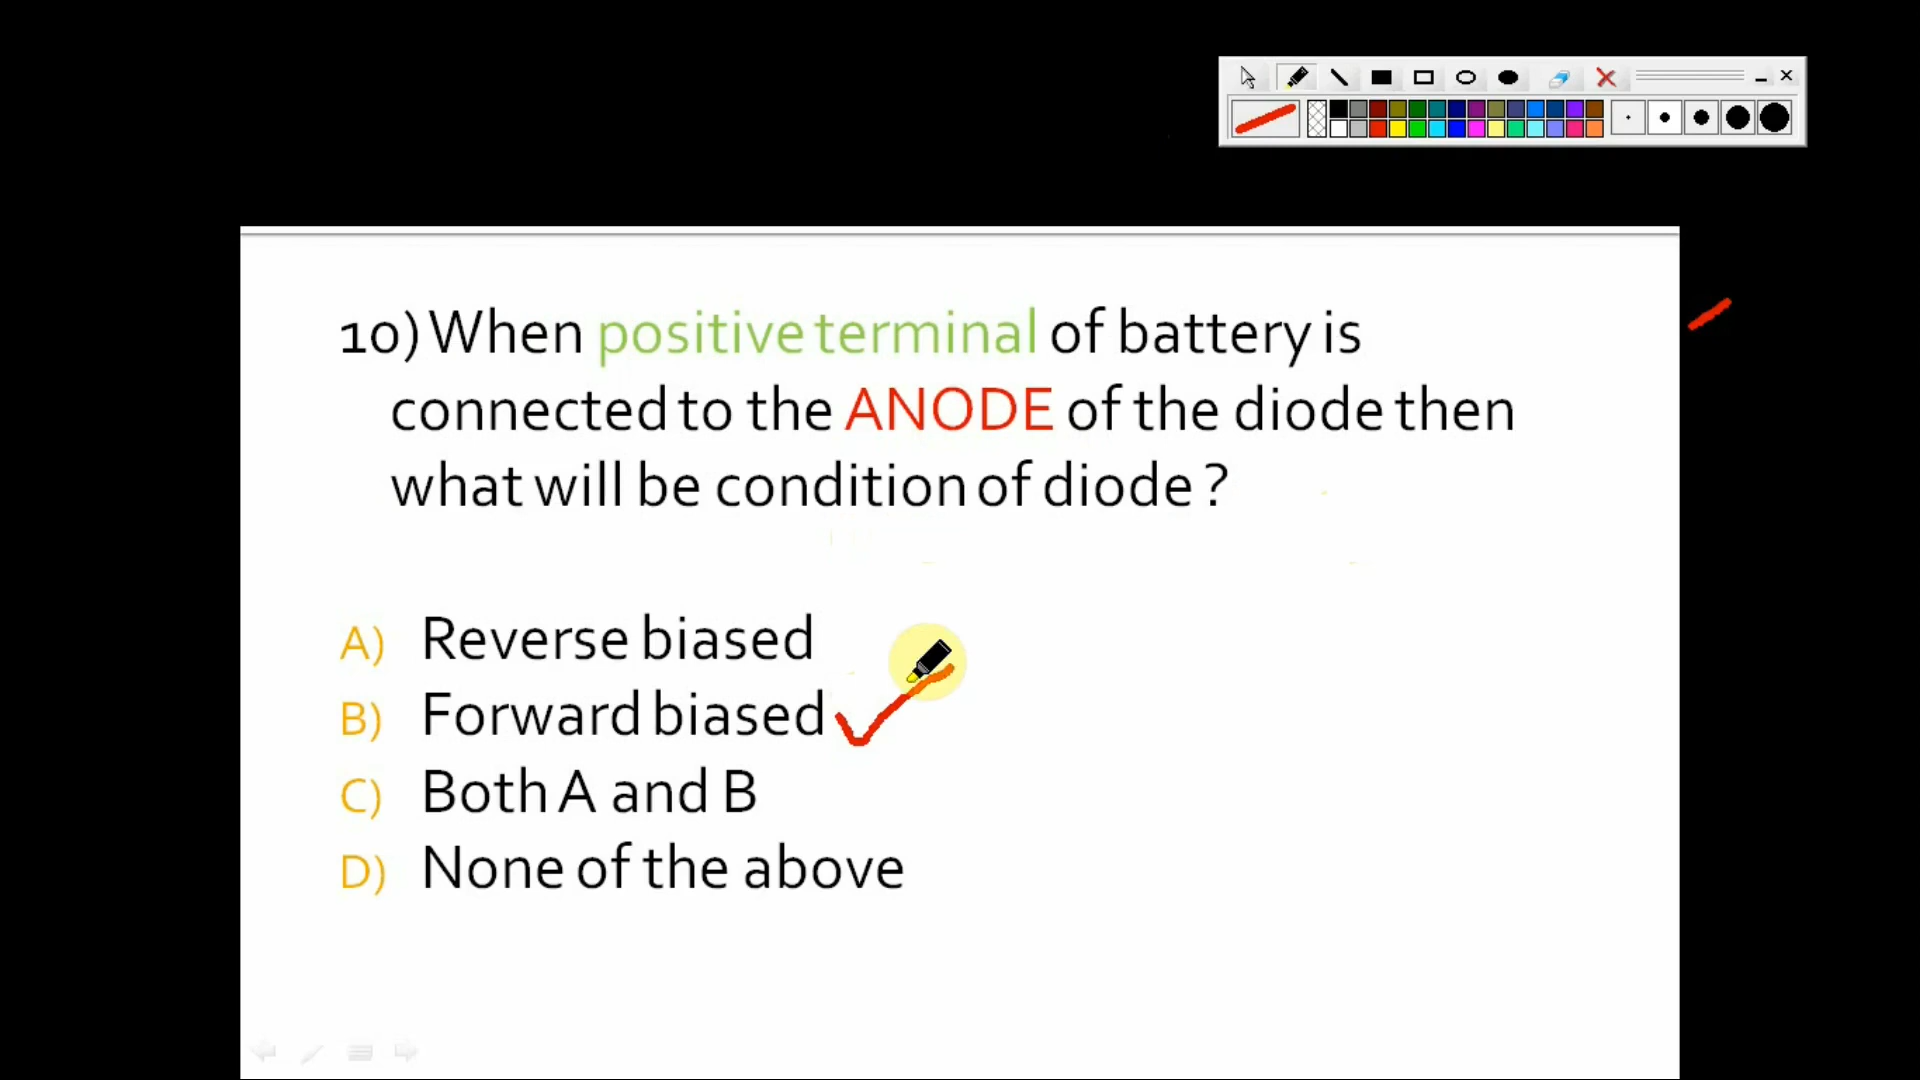 10) When positive terminal of battery is
connected to the ANODE of the diode then
what will be condition of diode ?
A) Reverse biased
B) Forward biased
C) Both A and B
D) None of the above